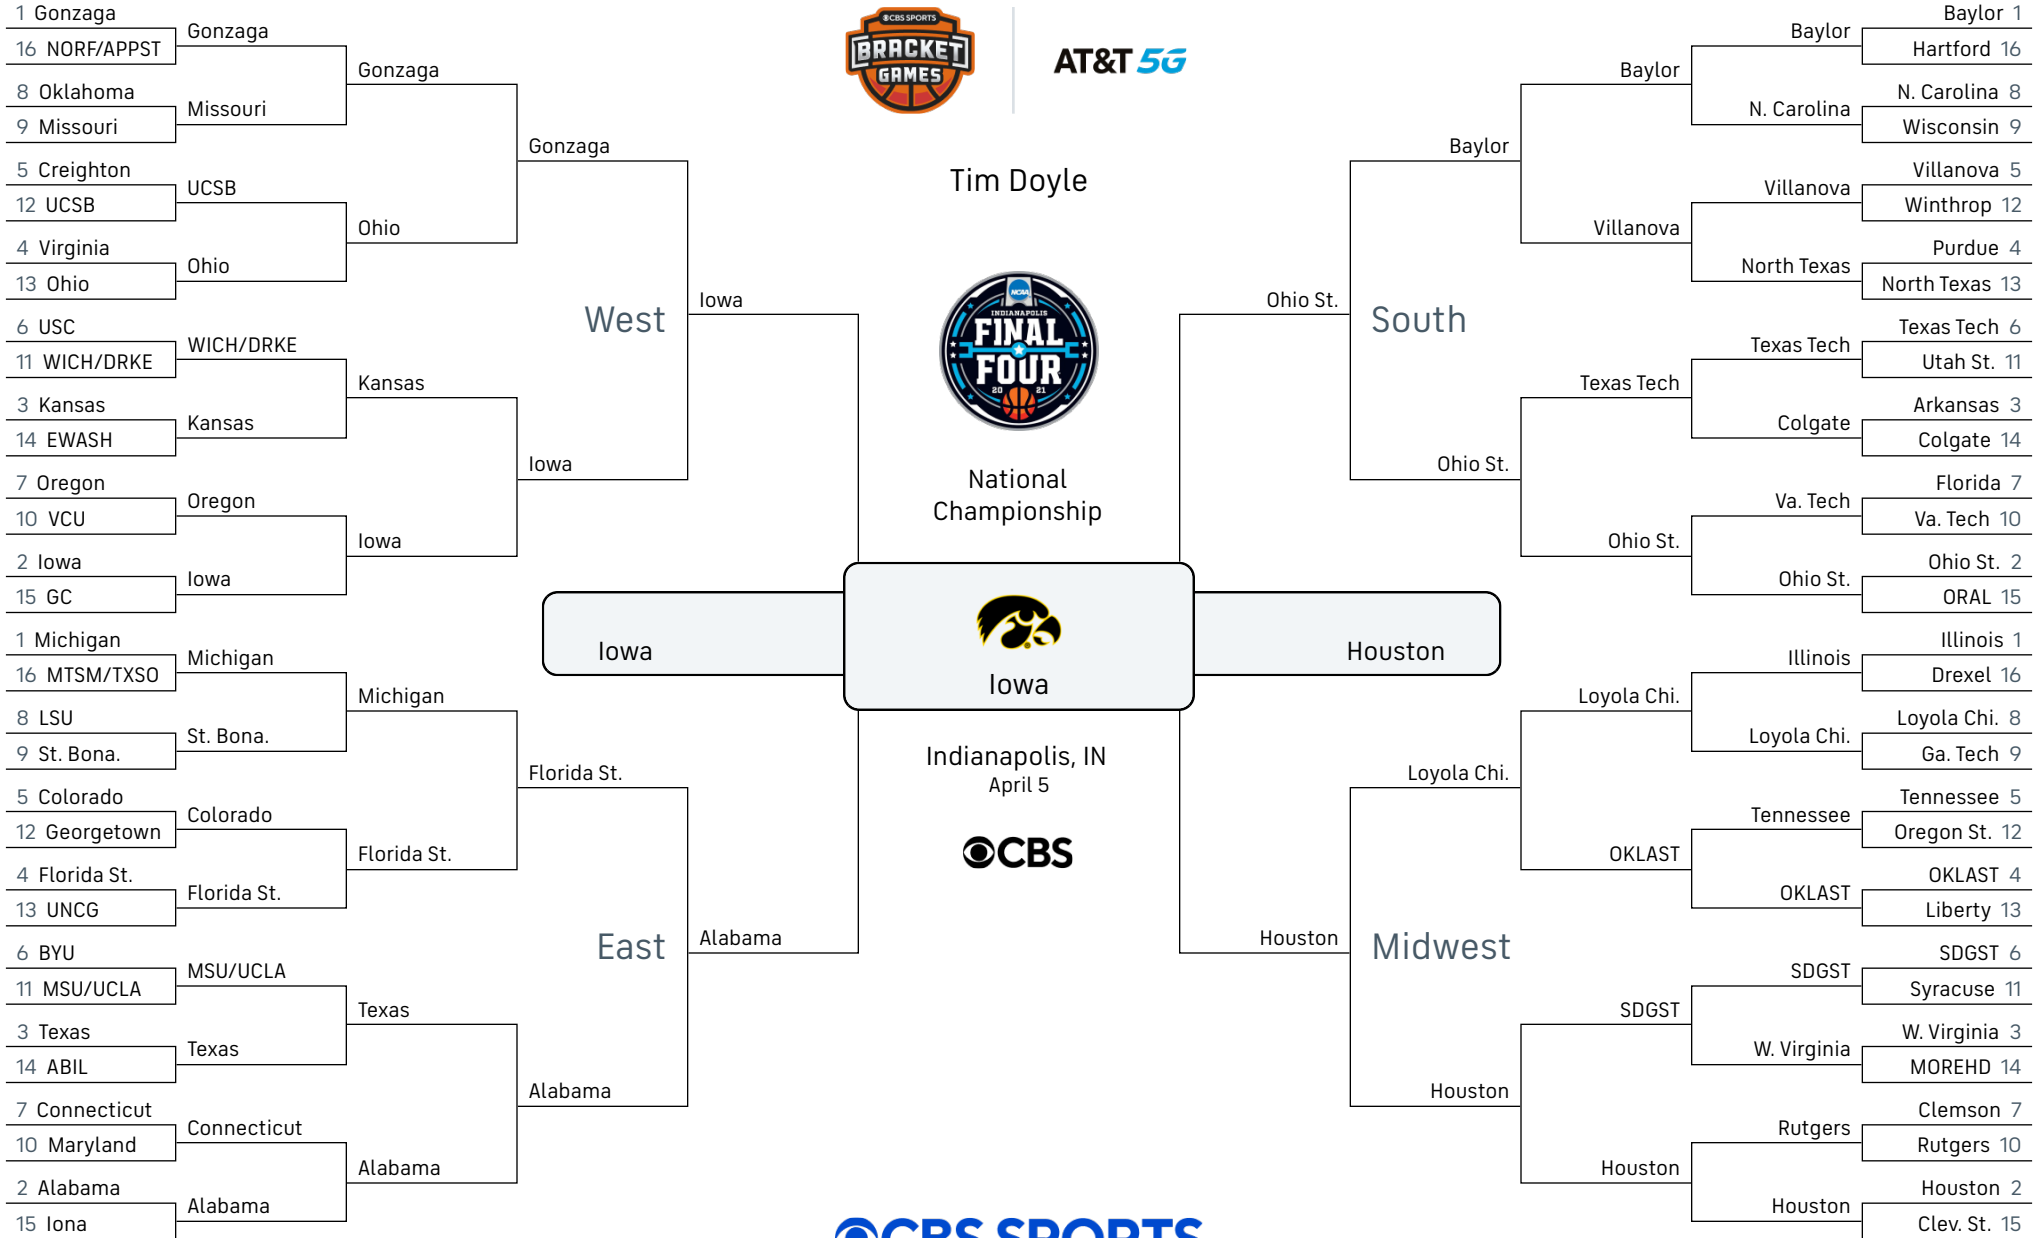 1 Gonzaga
16 NORF/APPST
8 Oklahoma
9 Missouri
5 Creighton
12 UCSB
4 Virginia
13 Ohio
6 USC
11 WICH/DRKE
3 Kansas
14 EWASH
7 Oregon
10 VCU
2 Iowa
15 GC
1 Michigan
16 MTSM/TXSO
8 LSU
9 St. Bona.
5 Colorado
12 Georgetown
4 Florida St.
13 UNCG
6 BYU
11 MSU/UCLA
3 Texas
14 ABIL
7 Connecticut
10 Maryland
2 Alabama
15 Iona
Gonzaga
Missouri
UCSB
Ohio
WICH/DRKE
Kansas
Oregon
Iowa
Michigan
St. Bona.
Colorado
Florida St.
MSU/UCLA
Texas
Connecticut
Alabama
Gonzaga
Ohio
Kansas
Iowa
Michigan
Florida St.
Texas
Alabama
Gonzaga
Iowa
Florida St.
Alabama
West
East
Iowa
Alabama
CBS SPORTS
BRACKET
GAMES
AT&T 5G
Tim Doyle
NCAA
INDIANAPOLIS
FINAL
FOUR
20 21
National
Championship
Iowa
Iowa
Houston
Indianapolis, IN
April 5
CBS
CBS SPORTS
Ohio St.
Houston
South
Midwest
Baylor
Ohio St.
Loyola Chi.
Houston
Baylor
Villanova
Texas Tech
Ohio St.
Loyola Chi.
OKLAST
SDGST
Houston
Baylor
N. Carolina
Villanova
North Texas
Texas Tech
Colgate
Va. Tech
Ohio St.
Illinois
Loyola Chi.
Tennessee
OKLAST
SDGST
W. Virginia
Rutgers
Houston
Baylor 1
Hartford 16
N. Carolina 8
Wisconsin 9
Villanova 5
Winthrop 12
Purdue 4
North Texas 13
Texas Tech 6
Utah St. 11
Arkansas 3
Colgate 14
Florida 7
Va. Tech 10
Ohio St. 2
ORAL 15
Illinois 1
Drexel 16
Loyola Chi. 8
Ga. Tech 9
Tennessee 5
Oregon St. 12
OKLAST 4
Liberty 13
SDGST 6
Syracuse 11
W. Virginia 3
MOREHD 14
Clemson 7
Rutgers 10
Houston 2
Clev. St. 15